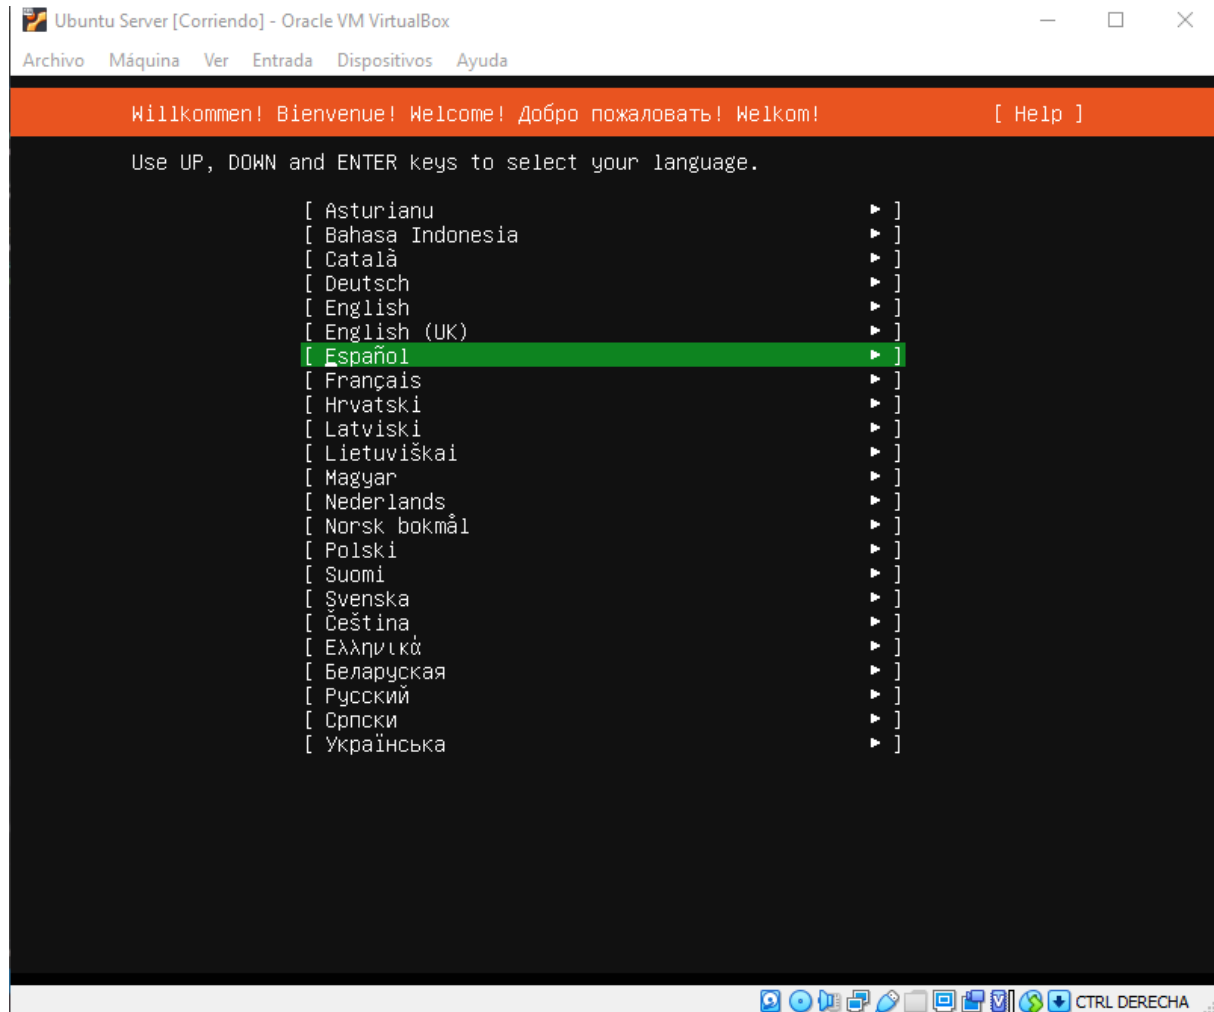 Ubuntu Server [Corriendo] - Oracle VM VirtualBox
Archivo Máquina Ver Entrada Dispositivos Ayuda
Willkommen! Bienvenue! Welcome! Добро пожаловать! Welkom! [ Help ]
Use UP, DOWN and ENTER keys to select your language.
[ Asturianu ▸ ]
[ Bahasa Indonesia ▸ ]
[ Català ▸ ]
[ Deutsch ▸ ]
[ English ▸ ]
[ English (UK) ▸ ]
[ Español ▸ ]
[ Français ▸ ]
[ Hrvatski ▸ ]
[ Latviski ▸ ]
[ Lietuviškai ▸ ]
[ Magyar ▸ ]
[ Nederlands ▸ ]
[ Norsk bokmål ▸ ]
[ Polski ▸ ]
[ Suomi ▸ ]
[ Svenska ▸ ]
[ Čeština ▸ ]
[ Ελληνικά ▸ ]
[ Беларуская ▸ ]
[ Русский ▸ ]
[ Српски ▸ ]
[ Українська ▸ ]
CTRL DERECHA